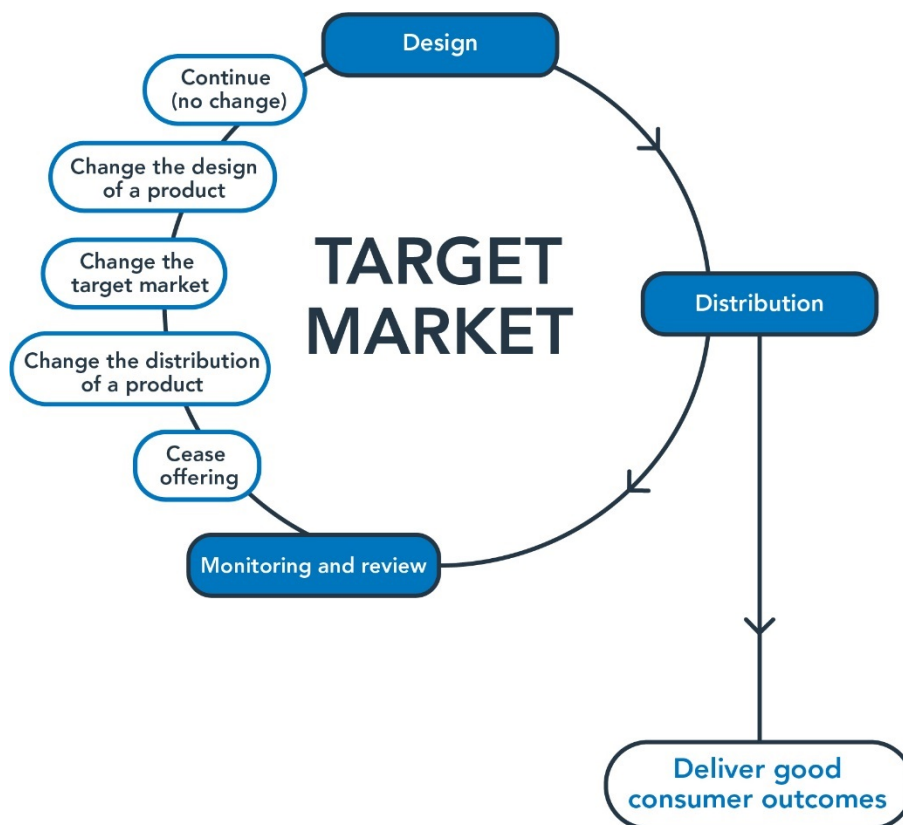 Design
Continue
(no change)
Change the design
of a product
TARGET
MARKET
Change the
target market
Distribution
Change the distribution
of a product
Cease
offering
Monitoring and review
Deliver good
consumer outcomes